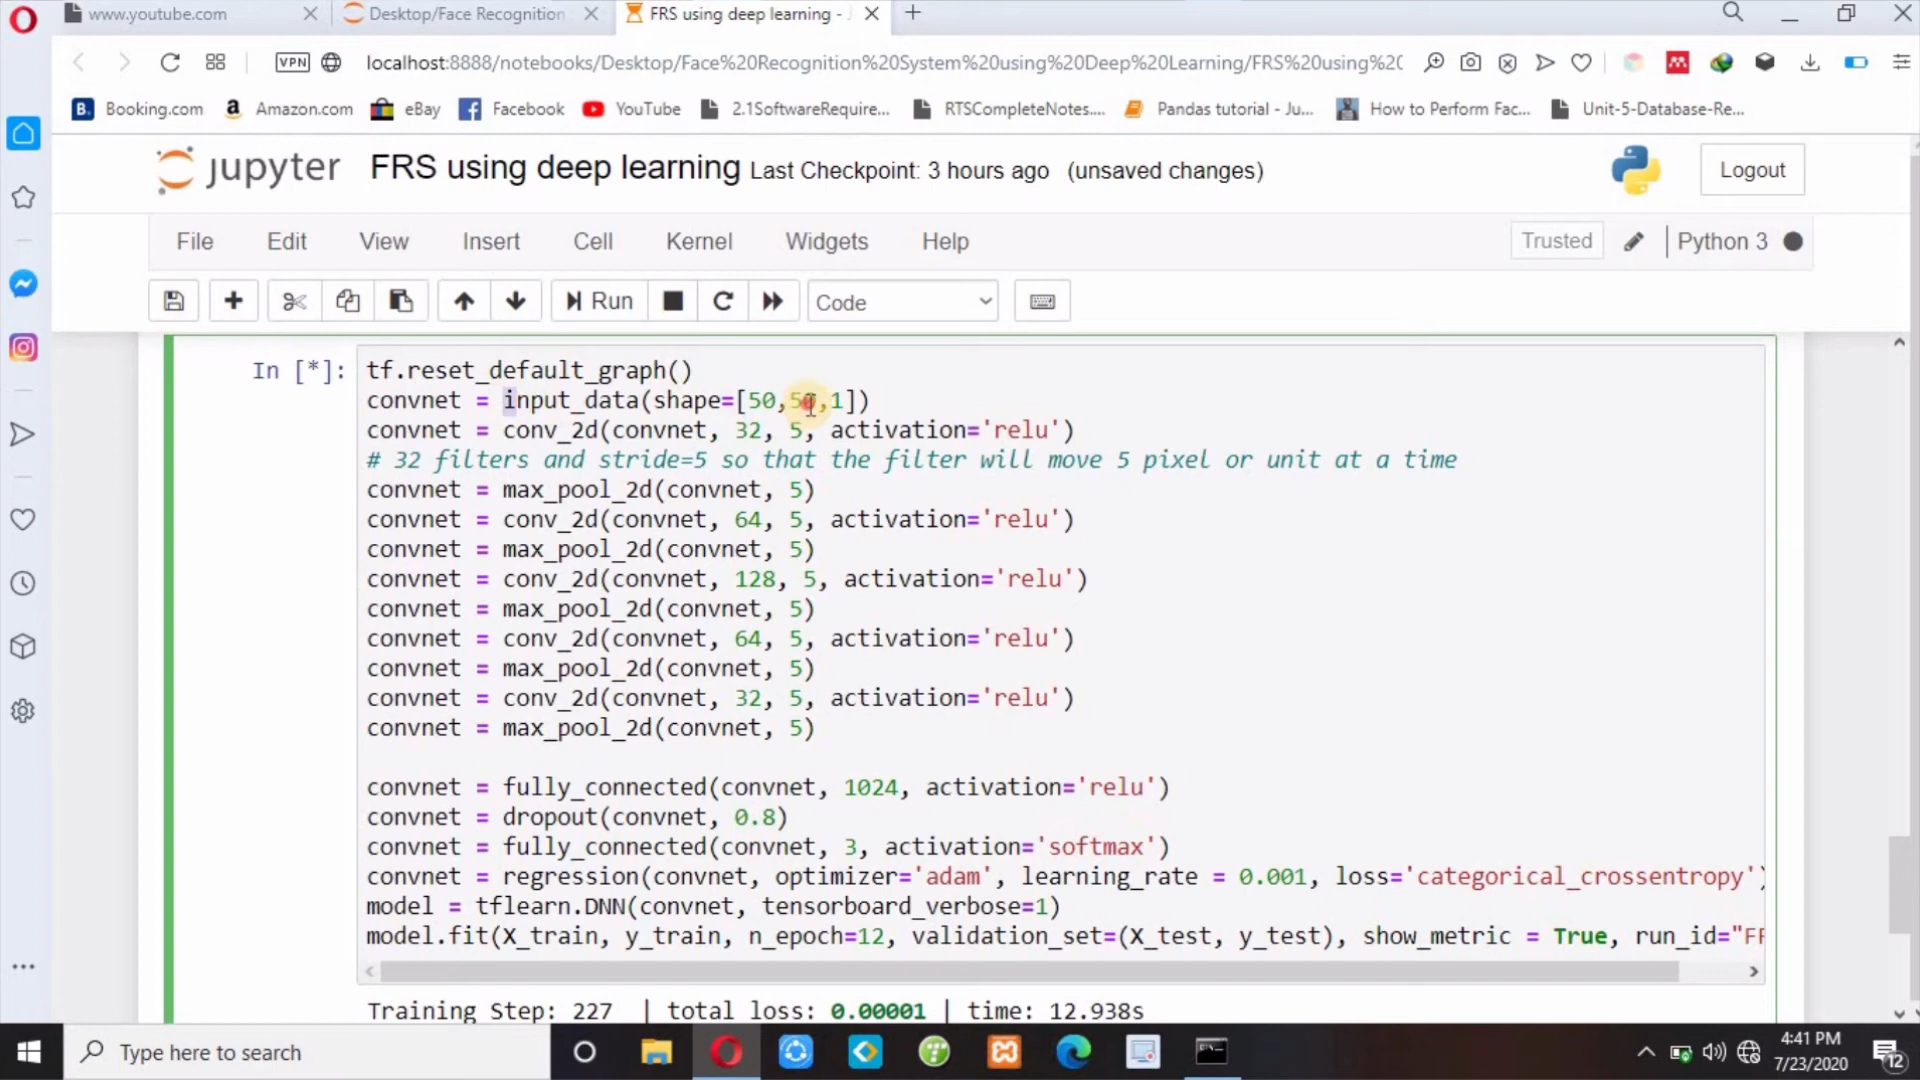 www.youtube.com
Desktop/Face Recognition
FRS using deep learning -
VPN
localhost:8888/notebooks/Desktop/Face%20Recognition%20System%20using%20Deep%20Learning/FRS%20using%20
Booking.com
Amazon.com
eBay
Facebook
YouTube
2.1SoftwareRequire...
RTSCompleteNotes....
Pandas tutorial - Ju...
How to Perform Fac...
Unit-5-Database-Re...
jupyter
FRS using deep learning Last Checkpoint: 3 hours ago (unsaved changes)
Logout
File Edit View Insert Cell Kernel Widgets Help
Trusted
Python 3
Run
Code
In [*]:
tf.reset_default_graph()
convnet = input_data(shape=[50,50,1])
convnet = conv_2d(convnet, 32, 5, activation='relu')
# 32 filters and stride=5 so that the filter will move 5 pixel or unit at a time
convnet = max_pool_2d(convnet, 5)
convnet = conv_2d(convnet, 64, 5, activation='relu')
convnet = max_pool_2d(convnet, 5)
convnet = conv_2d(convnet, 128, 5, activation='relu')
convnet = max_pool_2d(convnet, 5)
convnet = conv_2d(convnet, 64, 5, activation='relu')
convnet = max_pool_2d(convnet, 5)
convnet = conv_2d(convnet, 32, 5, activation='relu')
convnet = max_pool_2d(convnet, 5)
convnet = fully_connected(convnet, 1024, activation='relu')
convnet = dropout(convnet, 0.8)
convnet = fully_connected(convnet, 3, activation='softmax')
convnet = regression(convnet, optimizer='adam', learning_rate = 0.001, loss='categorical_crossentropy')
model = tflearn.DNN(convnet, tensorboard_verbose=1)
model.fit(X_train, y_train, n_epoch=12, validation_set=(X_test, y_test), show_metric = True, run_id="F
Training Step: 227 | total loss: 0.00001 | time: 12.938s
Type here to search
4:41 PM
7/23/2020
12